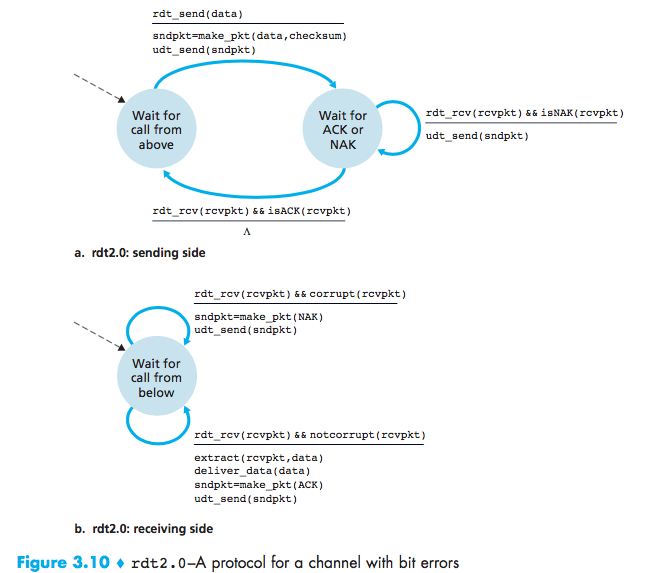 rdt_send(data)
sndpkt=make_pkt(data,checksum)
udt_send(sndpkt)
Wait for
call from
above
Wait for
ACK or
NAK
rdt_rcv(rcvpkt)&&isNAK(rcvpkt)
udt_send(sndpkt)
rdt_rcv(rcvpkt)&&isACK(rcvpkt)
Λ
a. rdt2.0: sending side
rdt_rcv(rcvpkt)&&corrupt(rcvpkt)
sndpkt=make_pkt(NAK)
udt_send(sndpkt)
Wait for
call from
below
rdt_rcv(rcvpkt)&&notcorrupt(rcvpkt)
extract(rcvpkt,data)
deliver_data(data)
sndpkt=make_pkt(ACK)
udt_send(sndpkt)
b. rdt2.0: receiving side
Figure 3.10 ♦ rdt2.0–A protocol for a channel with bit errors